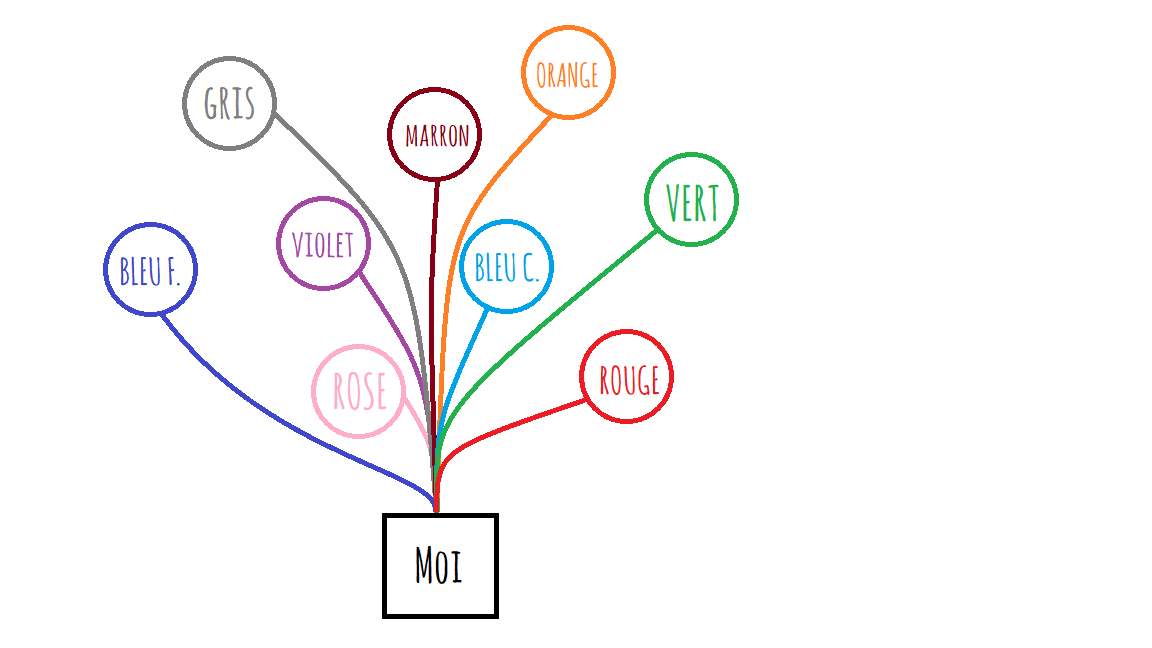 ORANGE
GRIS
MARRON
VERT
VIOLET
BLEU F.
BLEU C.
ROSE
ROUGE
Moi